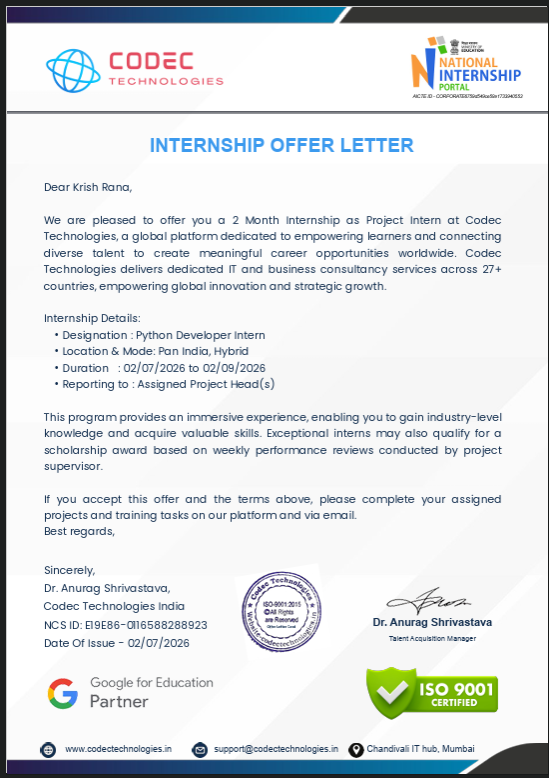 CODEC
TECHNOLOGIES
MINISTRY OF
EDUCATION
NATIONAL
INTERNSHIP
PORTAL
INTERNSHIP OFFER LETTER
Dear Krish Rana,
We are pleased to offer you a 2 Month Internship as Project Intern at Codec
Technologies, a global platform dedicated to empowering learners and connecting
diverse talent to create meaningful career opportunities worldwide. Codec
Technologies delivers dedicated IT and business consultancy services across 27+
countries, empowering global innovation and strategic growth.
Internship Details:
• Designation : Python Developer Intern
• Location & Mode: Pan India, Hybrid
• Duration : 02/07/2026 to 02/09/2026
• Reporting to : Assigned Project Head(s)
This program provides an immersive experience, enabling you to gain industry-level
knowledge and acquire valuable skills. Exceptional interns may also qualify for a
scholarship award based on weekly performance reviews conducted by project
supervisor.
If you accept this offer and the terms above, please complete your assigned
projects and training tasks on our platform and via email.
Best regards,
Sincerely,
Dr. Anurag Shrivastava,
Codec Technologies India
NCS ID: E19E86-0116588288923
Date Of Issue - 02/07/2026
Codec Technologies
ISO-9001:2015
©All Rights
are Reserved
Website:codectechnologies.in
Dr. Anurag Shrivastava
Talent Acquisition Manager
Google for Education
Partner
ISO 9001
CERTIFIED
www.codectechnologies.in
support@codectechnologies.in
Chandivali IT hub, Mumbai